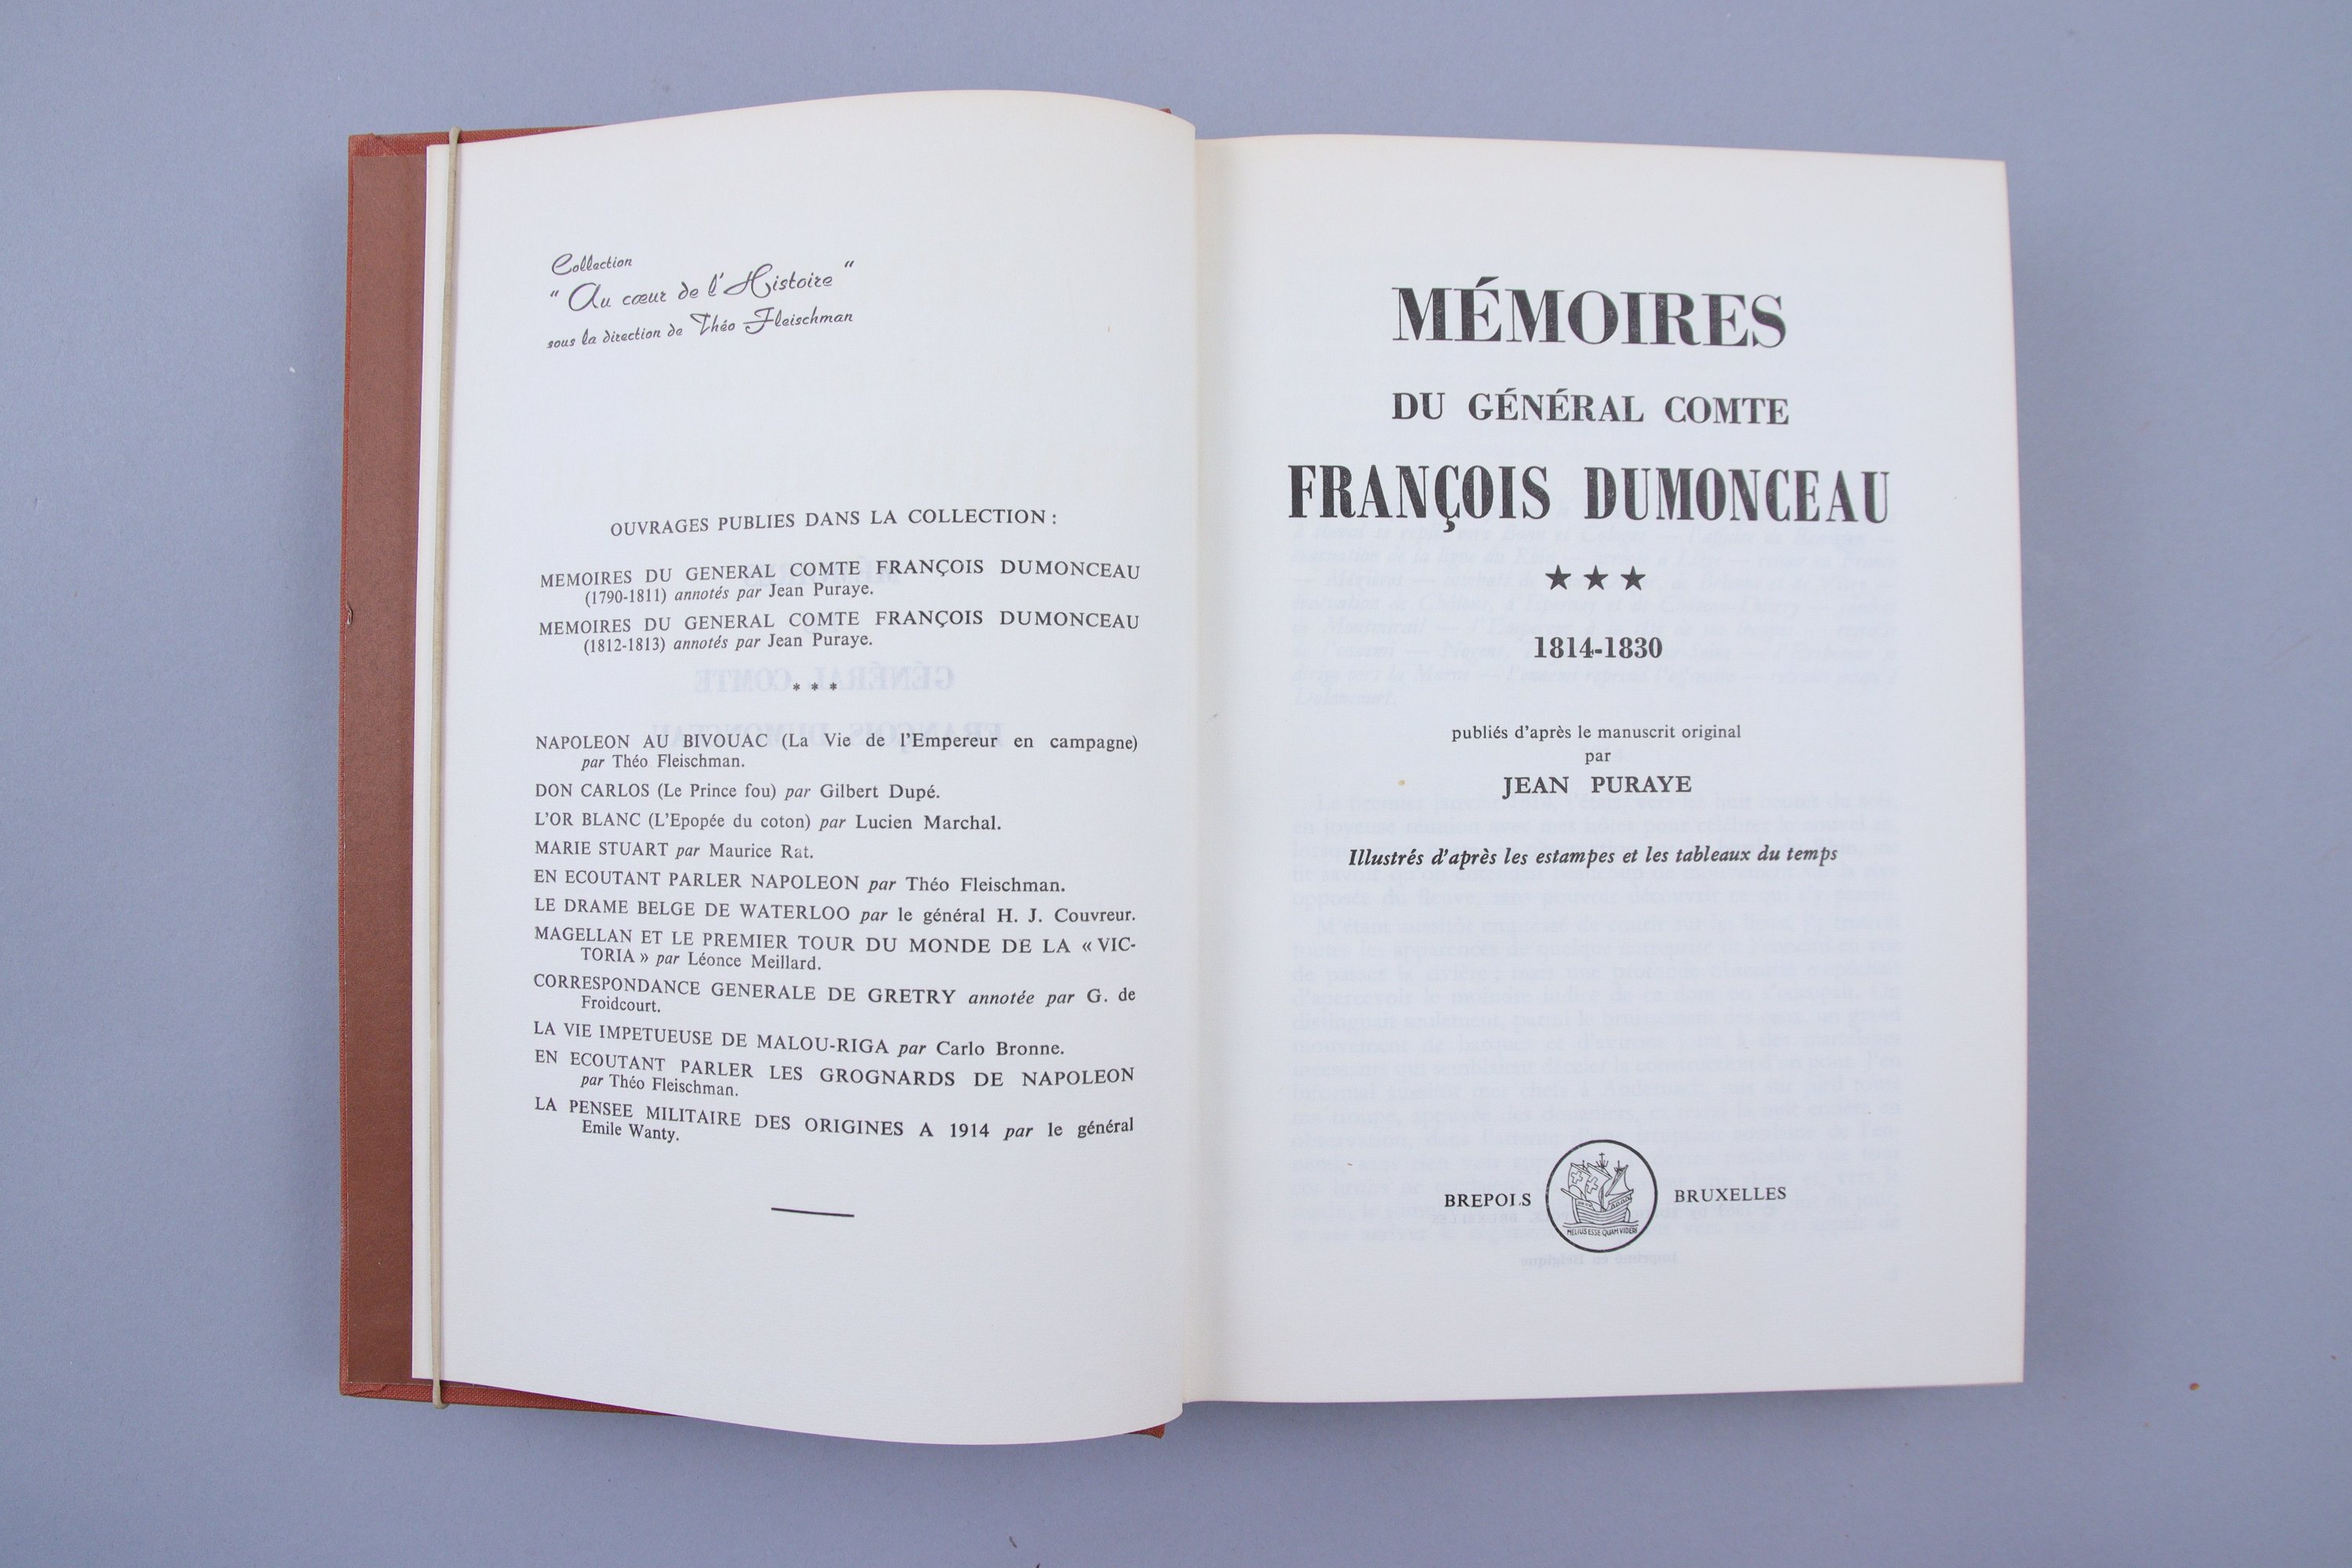 Collection
" Au cœur de l'Histoire "
sous la direction de Théo Fleischman
OUVRAGES PUBLIES DANS LA COLLECTION :
MEMOIRES DU GENERAL COMTE FRANÇOIS DUMONCEAU
(1790-1811) annotés par Jean Puraye.
MEMOIRES DU GENERAL COMTE FRANÇOIS DUMONCEAU
(1812-1813) annotés par Jean Puraye.
* * *
NAPOLEON AU BIVOUAC (La Vie de l'Empereur en campagne)
par Théo Fleischman.
DON CARLOS (Le Prince fou) par Gilbert Dupé.
L'OR BLANC (L'Epopée du coton) par Lucien Marchal.
MARIE STUART par Maurice Rat.
EN ECOUTANT PARLER NAPOLEON par Théo Fleischman.
LE DRAME BELGE DE WATERLOO par le général H. J. Couvreur.
MAGELLAN ET LE PREMIER TOUR DU MONDE DE LA « VIC-
TORIA » par Léonce Meillard.
CORRESPONDANCE GENERALE DE GRETRY annotée par G. de
Froidcourt.
LA VIE IMPETUEUSE DE MALOU-RIGA par Carlo Bronne.
EN ECOUTANT PARLER LES GROGNARDS DE NAPOLEON
par Théo Fleischman.
LA PENSEE MILITAIRE DES ORIGINES A 1914 par le général
Emile Wanty.
MÉMOIRES
DU GÉNÉRAL COMTE
FRANÇOIS DUMONCEAU
★ ★ ★
1814-1830
publiés d'après le manuscrit original
par
JEAN PURAYE
Illustrés d'après les estampes et les tableaux du temps
BREPOLS BRUXELLES
MELIUS ESSE QUAM VIDERI